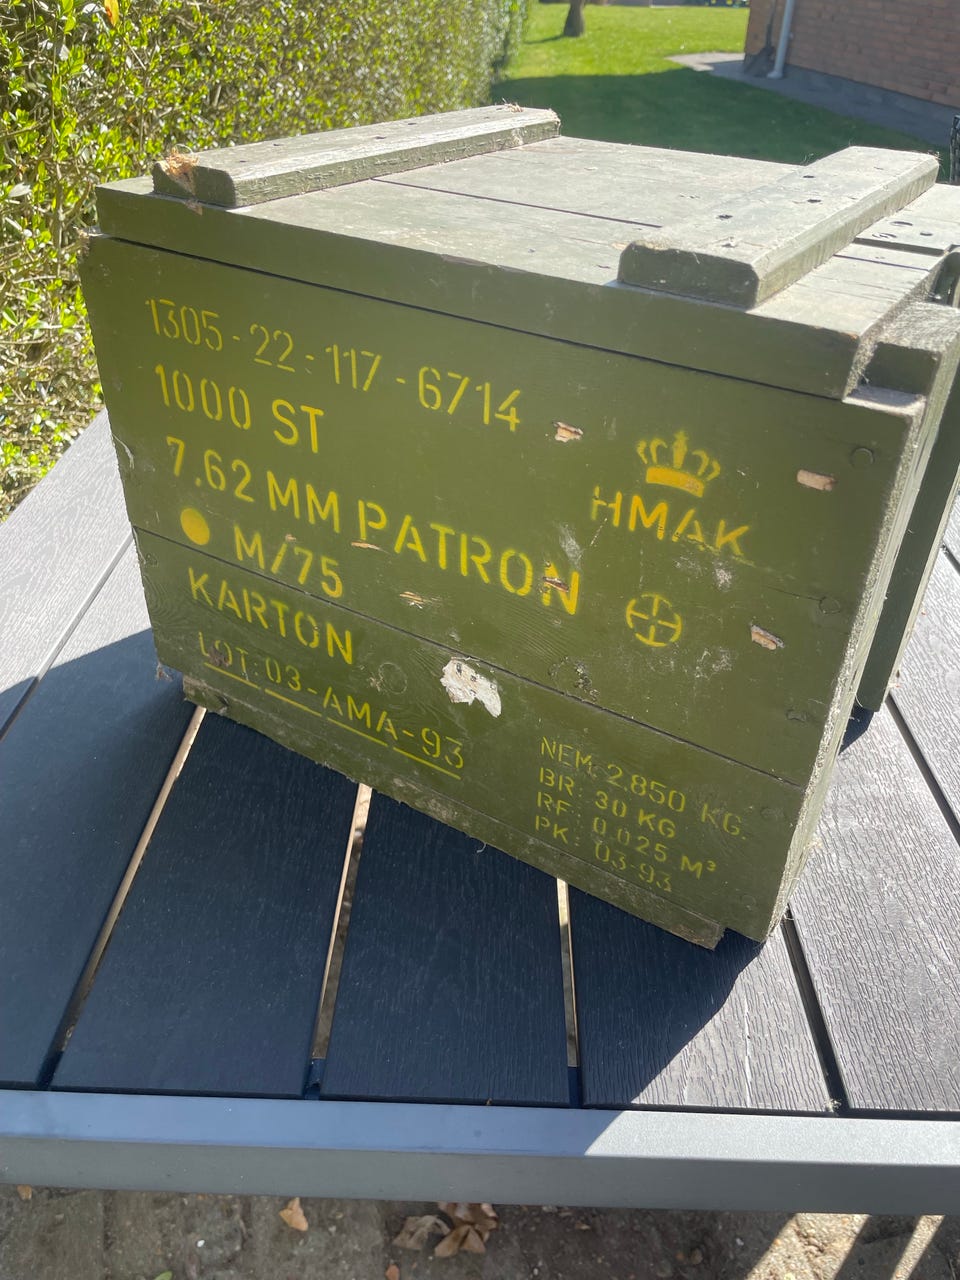 1305-22-117-6714
1000 ST
7.62 MM PATRON
M/75
KARTON
LOT:03-AMA-93
HMAK
NEM: 2.850 KG.
BR: 30 KG
RF: 0.025 M³
PK: 03-93